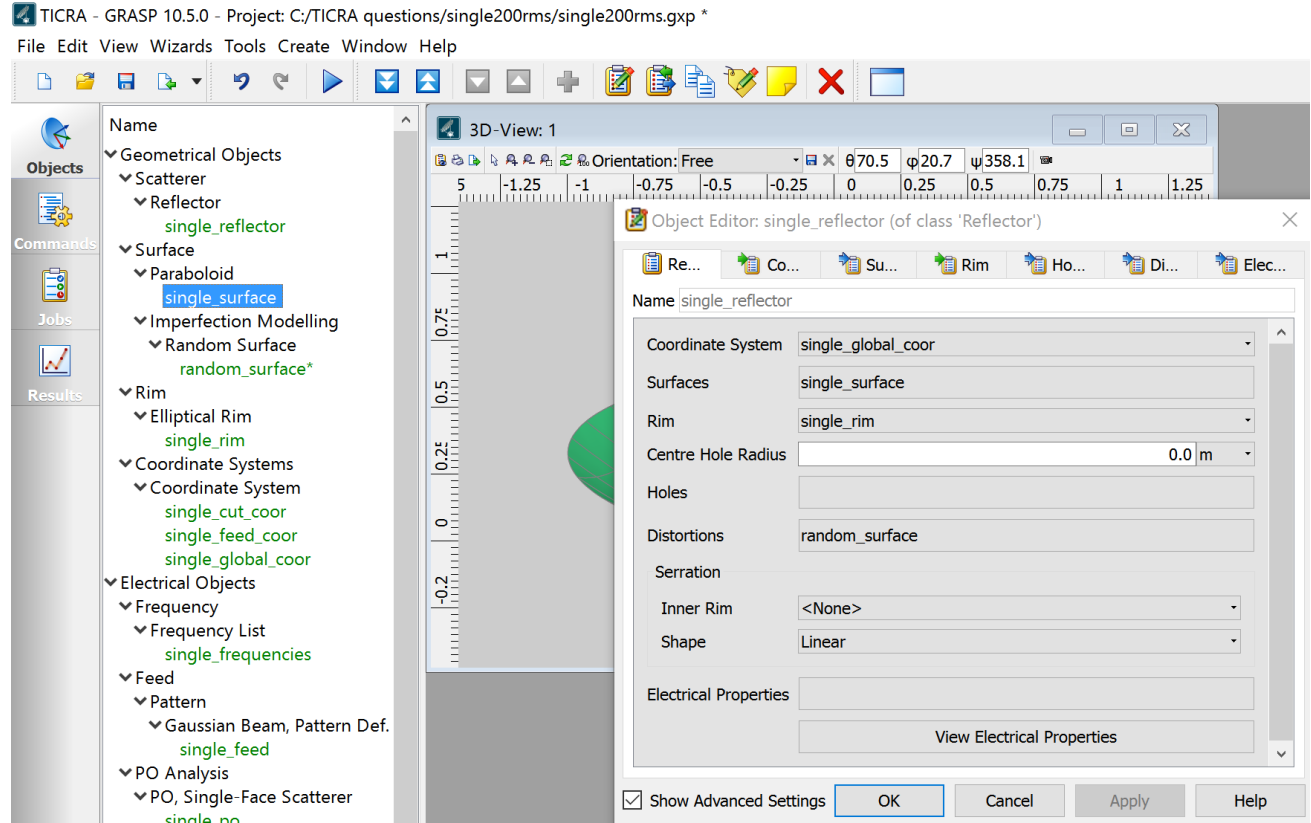 TICRA - GRASP 10.5.0 - Project: C:/TICRA questions/single200rms/single200rms.gxp *
File Edit View Wizards Tools Create Window Help
Objects
Commands
Jobs
Results
Name
Geometrical Objects
Scatterer
Reflector
single_reflector
Surface
Paraboloid
single_surface
Imperfection Modelling
Random Surface
random_surface*
Rim
Elliptical Rim
single_rim
Coordinate Systems
Coordinate System
single_cut_coor
single_feed_coor
single_global_coor
Electrical Objects
Frequency
Frequency List
single_frequencies
Feed
Pattern
Gaussian Beam, Pattern Def.
single_feed
PO Analysis
PO, Single-Face Scatterer
single_po
3D-View: 1
Orientation: Free θ 70.5 φ 20.7 ψ 358.1
5 -1.25 -1 -0.75 -0.5 -0.25 0 0.25 0.5 0.75 1 1.25
1
0.75
0.5
0.25
0
-0.2
Object Editor: single_reflector (of class 'Reflector')
Re... Co... Su... Rim Ho... Di... Elec...
Name single_reflector
Coordinate System single_global_coor
Surfaces single_surface
Rim single_rim
Centre Hole Radius 0.0 m
Holes
Distortions random_surface
Serration
Inner Rim <None>
Shape Linear
Electrical Properties
View Electrical Properties
Show Advanced Settings OK Cancel Apply Help